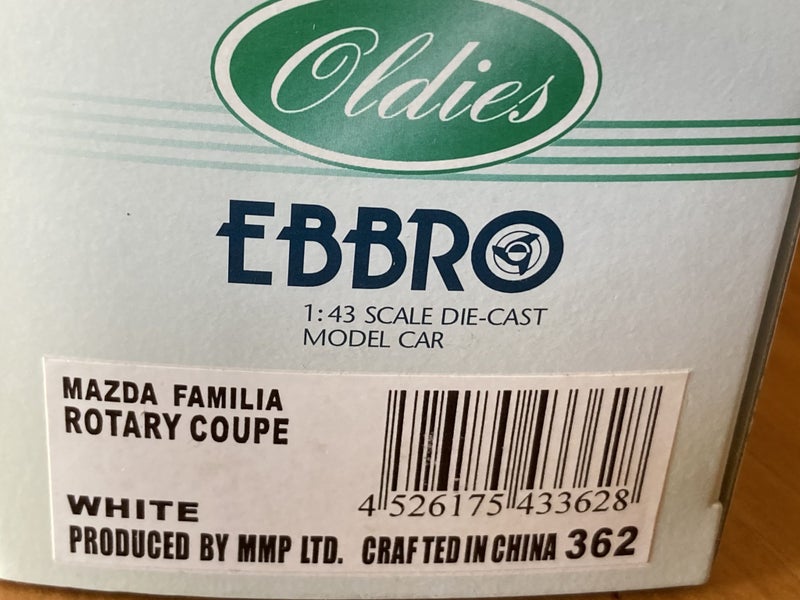 Oldies
EBBRO
1:43 SCALE DIE-CAST
MODEL CAR
MAZDA FAMILIA
ROTARY COUPE
WHITE
4 526175 433628
PRODUCED BY MMP LTD. CRAFTED IN CHINA 362